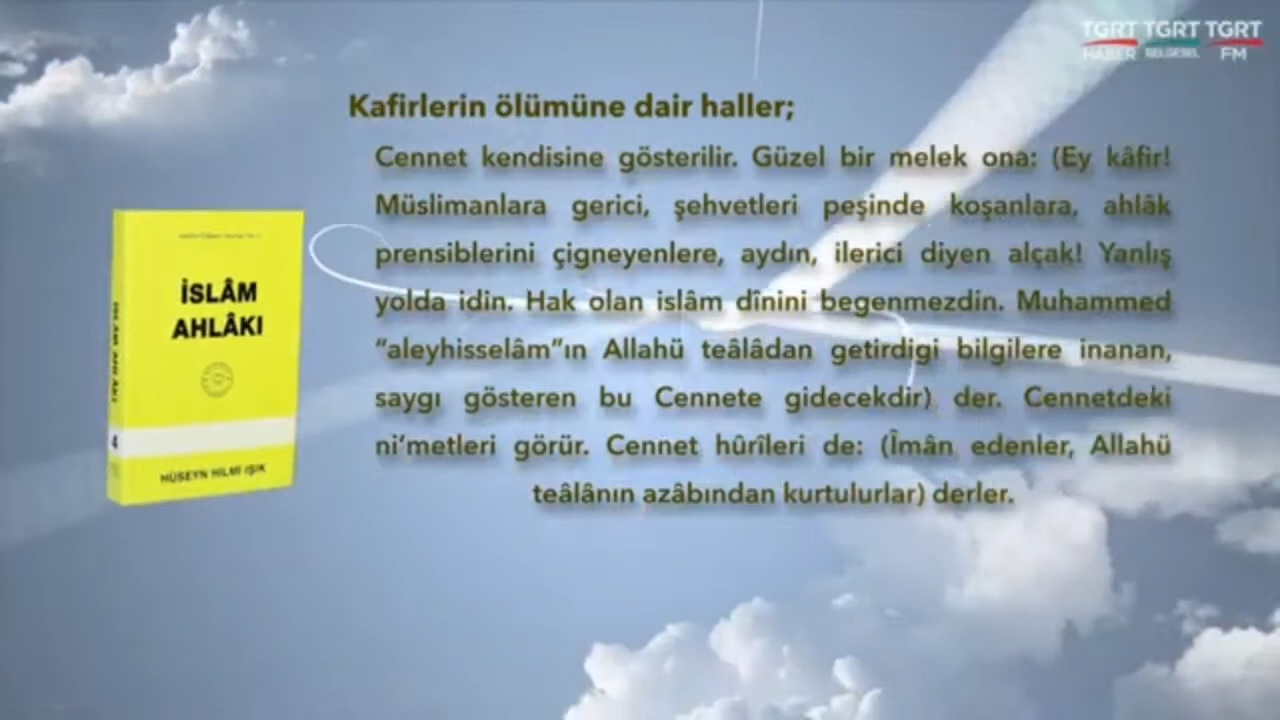 TGRT TGRT TGRT
HABER BELGESEL FM
Kafirlerin ölümüne dair haller;
Cennet kendisine gösterilir. Güzel bir melek ona: (Ey kâfir!
Müslimanlara gerici, şehvetleri peşinde koşanlara, ahlâk
prensiblerini çigneyenlere, aydın, ilerici diyen alçak! Yanlış
yolda idin. Hak olan islâm dînini begenmezdin. Muhammed
“aleyhisselâm”ın Allahü teâlâdan getirdigi bilgilere inanan,
saygı gösteren bu Cennete gidecekdir) der. Cennetdeki
ni‘metleri görür. Cennet hûrîleri de: (Îmân edenler, Allahü
teâlânın azâbından kurtulurlar) derler.
İSLÂM
AHLÂKI
4
HÜSEYN HİLMİ IŞIK